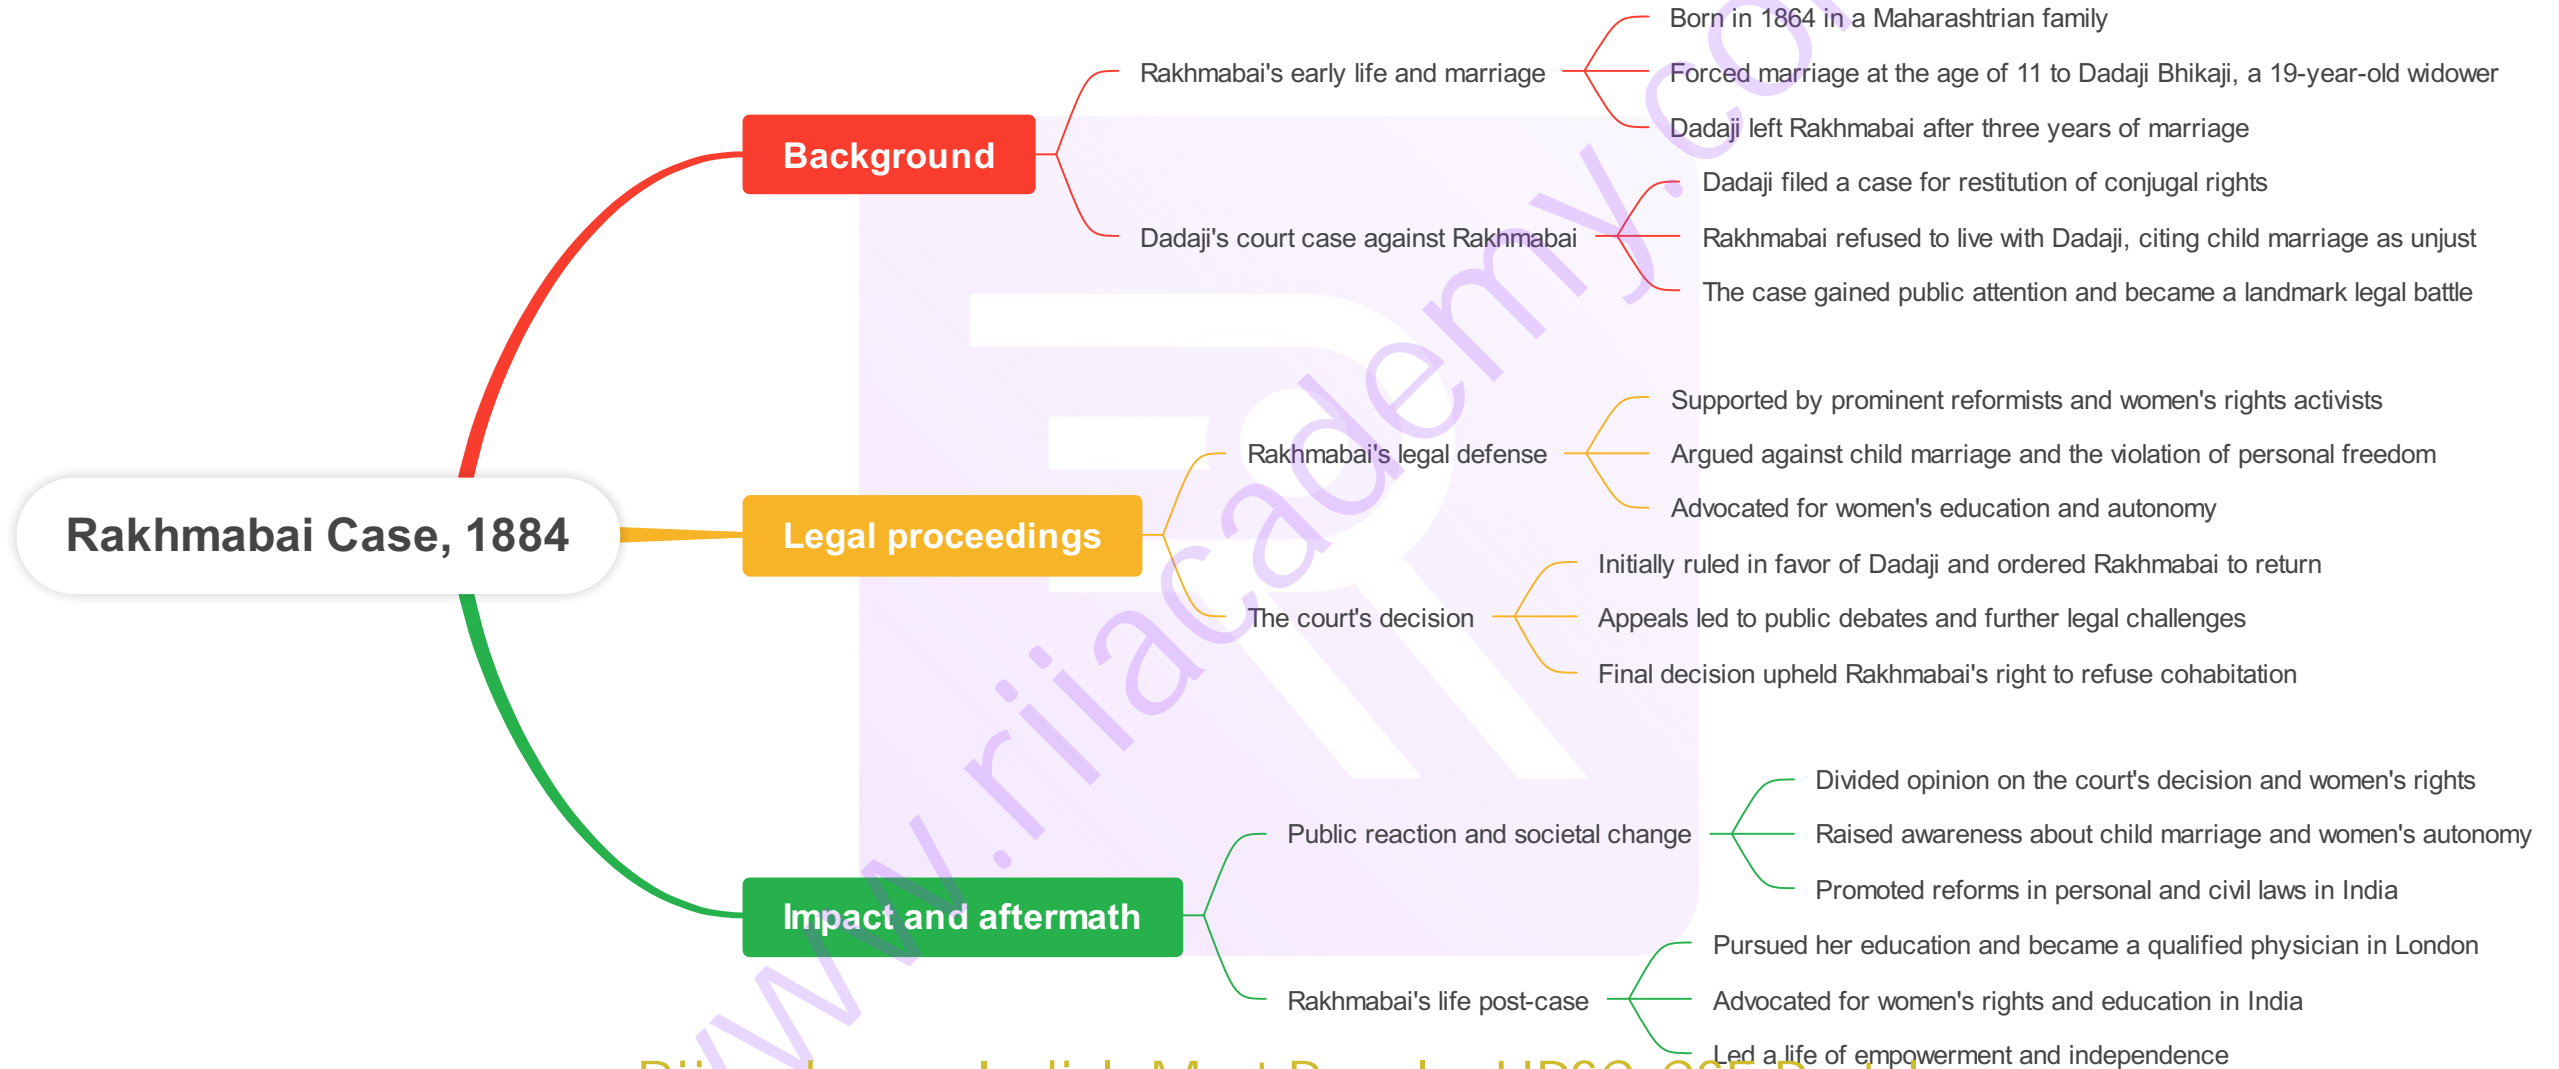 Rakhmabai Case, 1884
Background
Rakhmabai's early life and marriage
Born in 1864 in a Maharashtrian family
Forced marriage at the age of 11 to Dadaji Bhikaji, a 19-year-old widower
Dadaji left Rakhmabai after three years of marriage
Dadaji's court case against Rakhmabai
Dadaji filed a case for restitution of conjugal rights
Rakhmabai refused to live with Dadaji, citing child marriage as unjust
The case gained public attention and became a landmark legal battle
Legal proceedings
Rakhmabai's legal defense
Supported by prominent reformists and women's rights activists
Argued against child marriage and the violation of personal freedom
Advocated for women's education and autonomy
The court's decision
Initially ruled in favor of Dadaji and ordered Rakhmabai to return
Appeals led to public debates and further legal challenges
Final decision upheld Rakhmabai's right to refuse cohabitation
Impact and aftermath
Public reaction and societal change
Divided opinion on the court's decision and women's rights
Raised awareness about child marriage and women's autonomy
Promoted reforms in personal and civil laws in India
Rakhmabai's life post-case
Pursued her education and became a qualified physician in London
Advocated for women's rights and education in India
Led a life of empowerment and independence